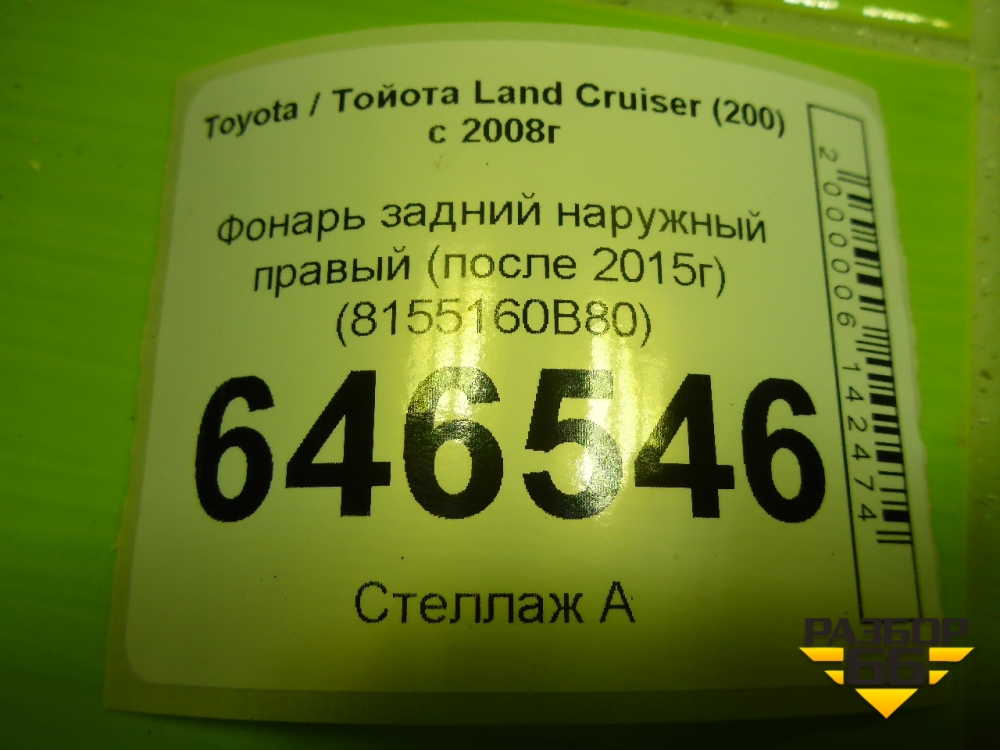 Toyota / Тойота Land Cruiser (200)
с 2008г
Фонарь задний наружный
правый (после 2015г)
(8155160B80)
646546
Стеллаж А
2000006142474
РАЗБОР
66